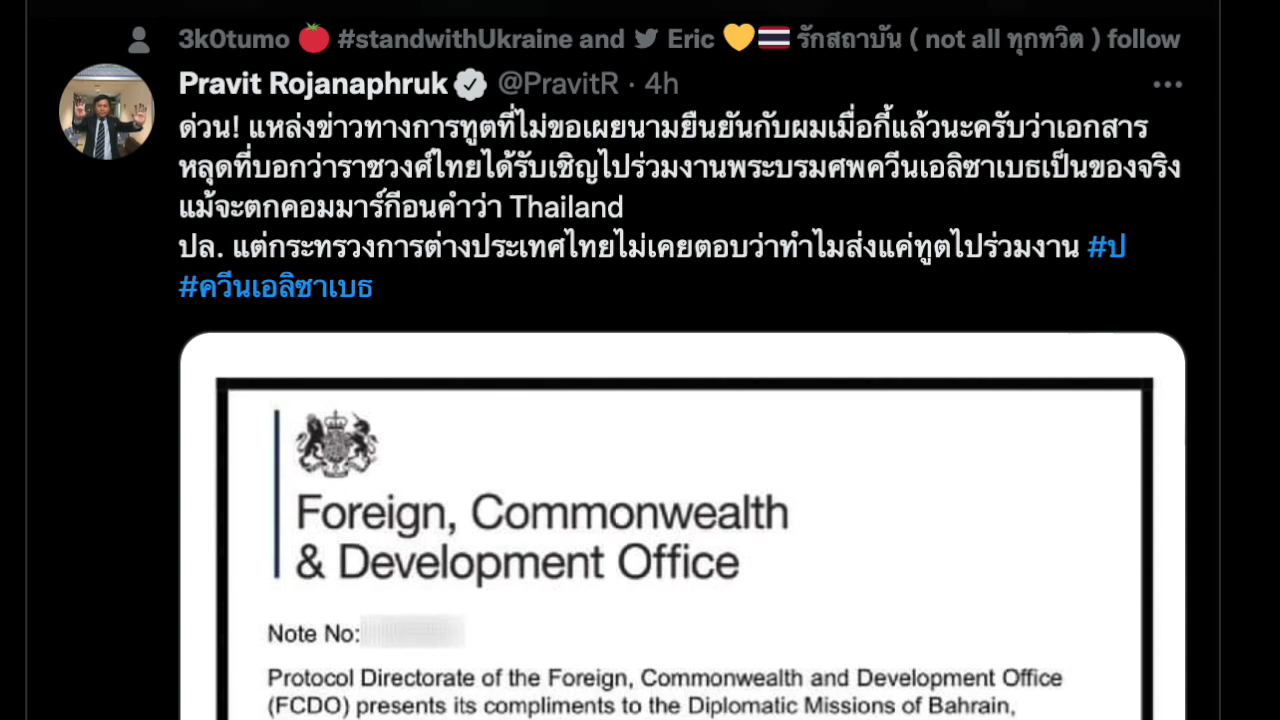 3k0tumo 🍅 #standwithUkraine and Eric 💛🇹🇭 รักสถาบัน ( not all ทุกทวิต ) follow
Pravit Rojanaphruk @PravitR · 4h
ด่วน! แหล่งข่าวทางการทูตที่ไม่ขอเผยนามยืนยันกับผมเมื่อกี้แล้วนะครับว่าเอกสาร
หลุดที่บอกว่าราชวงศ์ไทยได้รับเชิญไปร่วมงานพระบรมศพควีนเอลิซาเบธเป็นของจริง
แม้จะตกคอมมาร์กีอนคำว่า Thailand
ปล. แต่กระทรวงการต่างประเทศไทยไม่เคยตอบว่าทำไมส่งแค่ทูตไปร่วมงาน #ป
#ควีนเอลิซาเบธ
Foreign, Commonwealth
& Development Office
Note No:
Protocol Directorate of the Foreign, Commonwealth and Development Office
(FCDO) presents its compliments to the Diplomatic Missions of Bahrain,